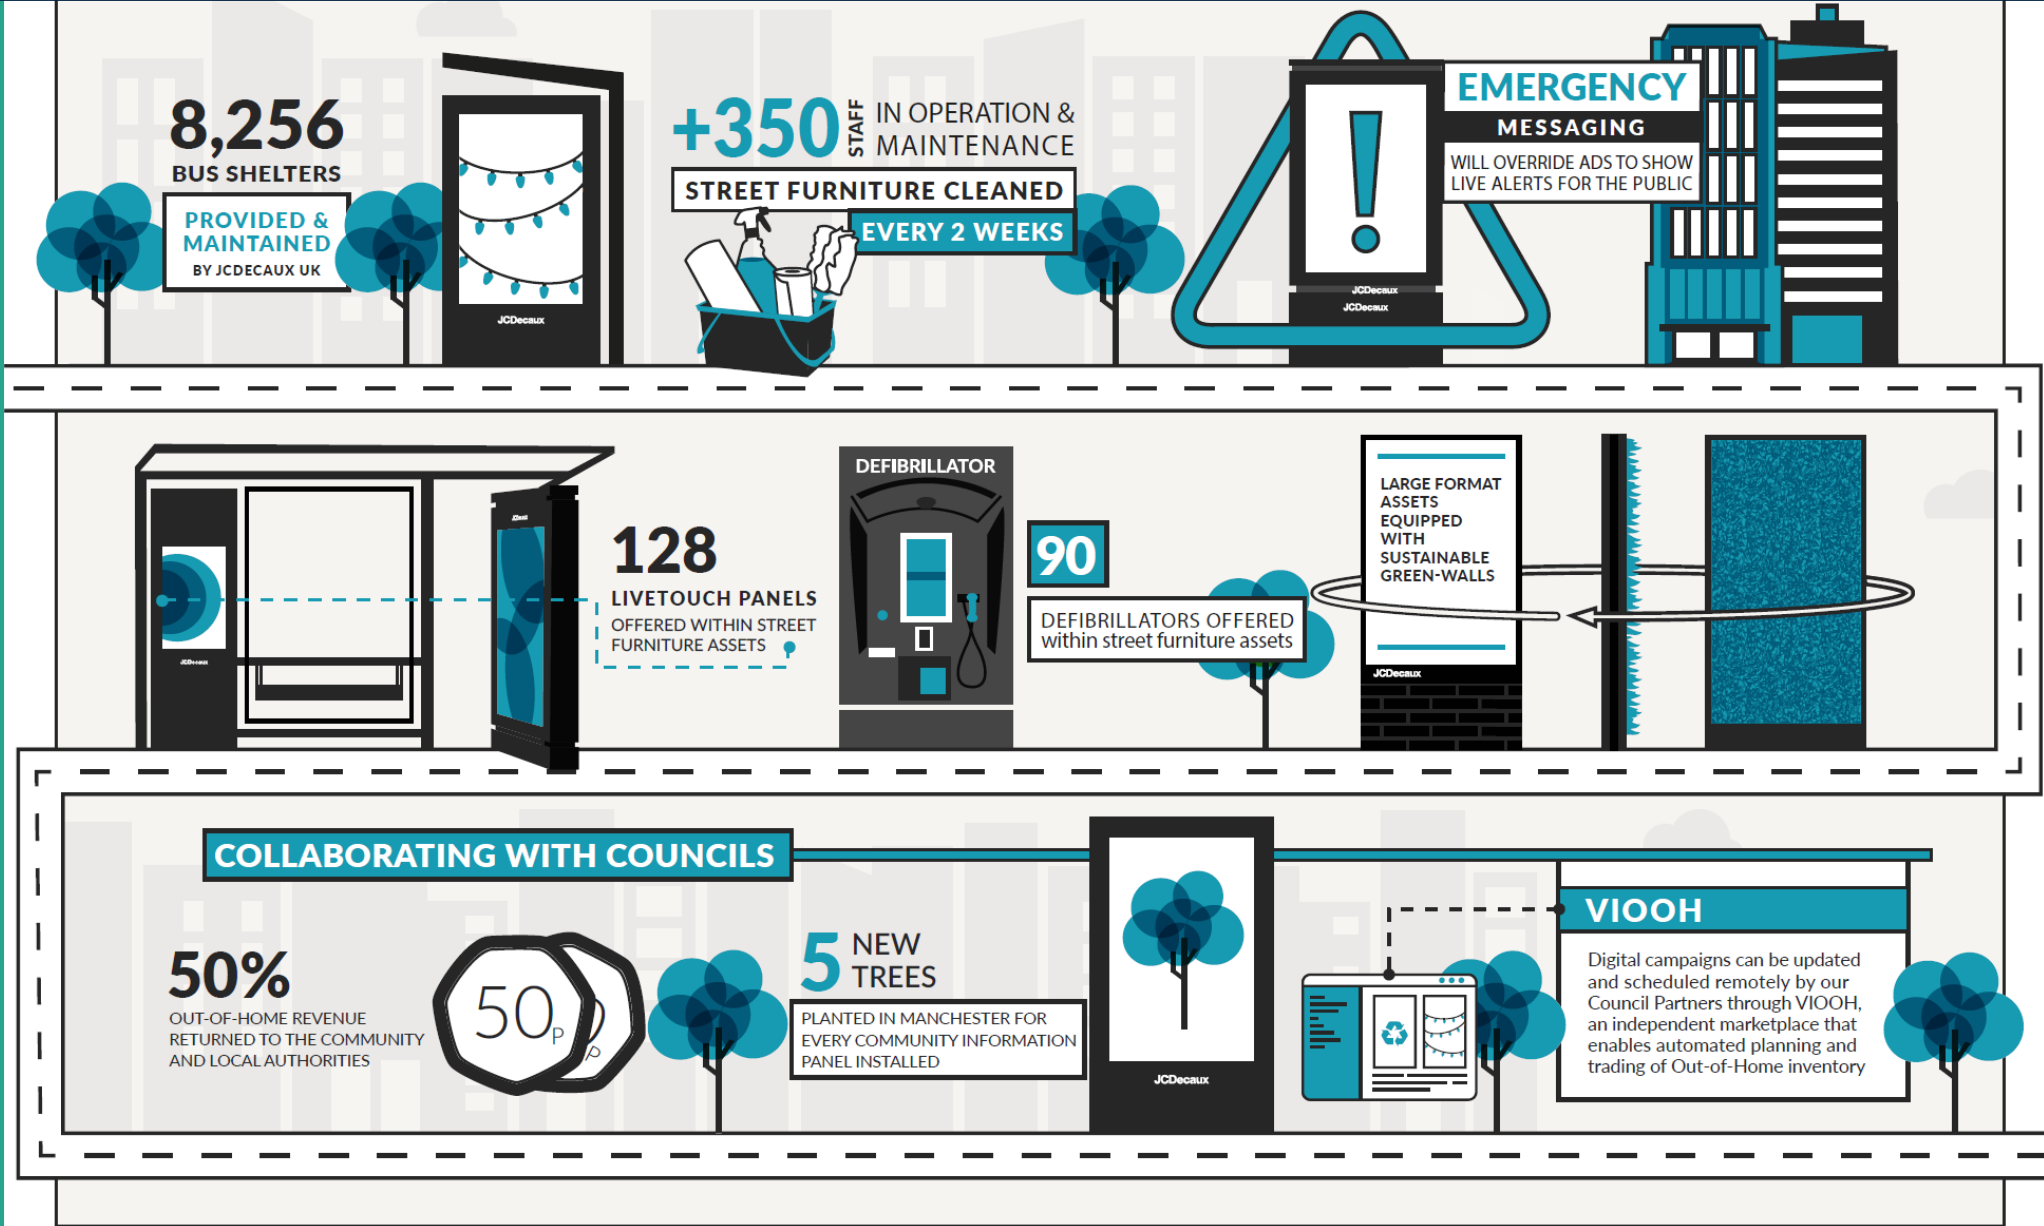 8,256
BUS SHELTERS
PROVIDED &
MAINTAINED
BY JCDECAUX UK
JCDecaux
+350 STAFF
IN OPERATION &
MAINTENANCE
STREET FURNITURE CLEANED
EVERY 2 WEEKS
JCDecaux
JCDecaux
EMERGENCY
MESSAGING
WILL OVERRIDE ADS TO SHOW
LIVE ALERTS FOR THE PUBLIC
JCDecaux
128
LIVETOUCH PANELS
OFFERED WITHIN STREET
FURNITURE ASSETS
DEFIBRILLATOR
90
DEFIBRILLATORS OFFERED
within street furniture assets
LARGE FORMAT
ASSETS
EQUIPPED
WITH
SUSTAINABLE
GREEN-WALLS
JCDecaux
COLLABORATING WITH COUNCILS
50%
OUT-OF-HOME REVENUE
RETURNED TO THE COMMUNITY
AND LOCAL AUTHORITIES
50P
P
5 NEW
TREES
PLANTED IN MANCHESTER FOR
EVERY COMMUNITY INFORMATION
PANEL INSTALLED
JCDecaux
VIOOH
Digital campaigns can be updated
and scheduled remotely by our
Council Partners through VIOOH,
an independent marketplace that
enables automated planning and
trading of Out-of-Home inventory